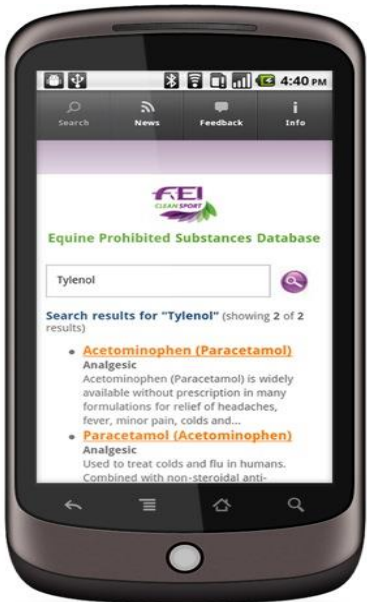 4:40 PM
Search News Feedback Info
FEI
CLEAN SPORT
Equine Prohibited Substances Database
Tylenol
Search results for "Tylenol" (showing 2 of 2
results)
• Acetominophen (Paracetamol)
Analgesic
Acetominophen (Paracetamol) is widely
available without prescription in many
formulations for relief of headaches,
fever, minor pain, colds and...
• Paracetamol (Acetominophen)
Analgesic
Used to treat colds and flu in humans.
Combined with non-steroidal anti-